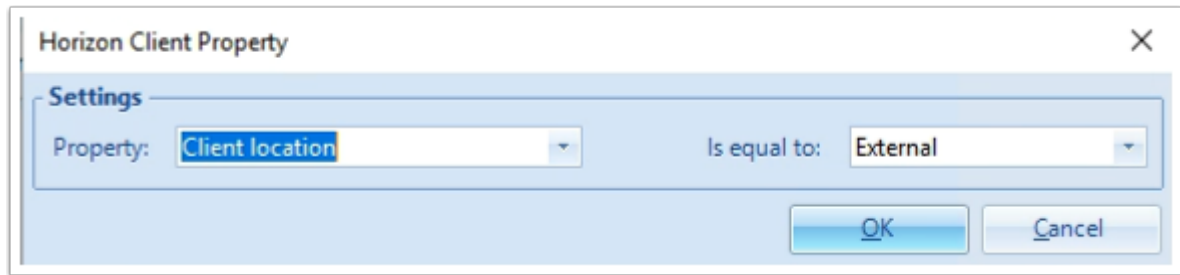 Horizon Client Property
Settings
Property: Client location Is equal to: External
OK Cancel